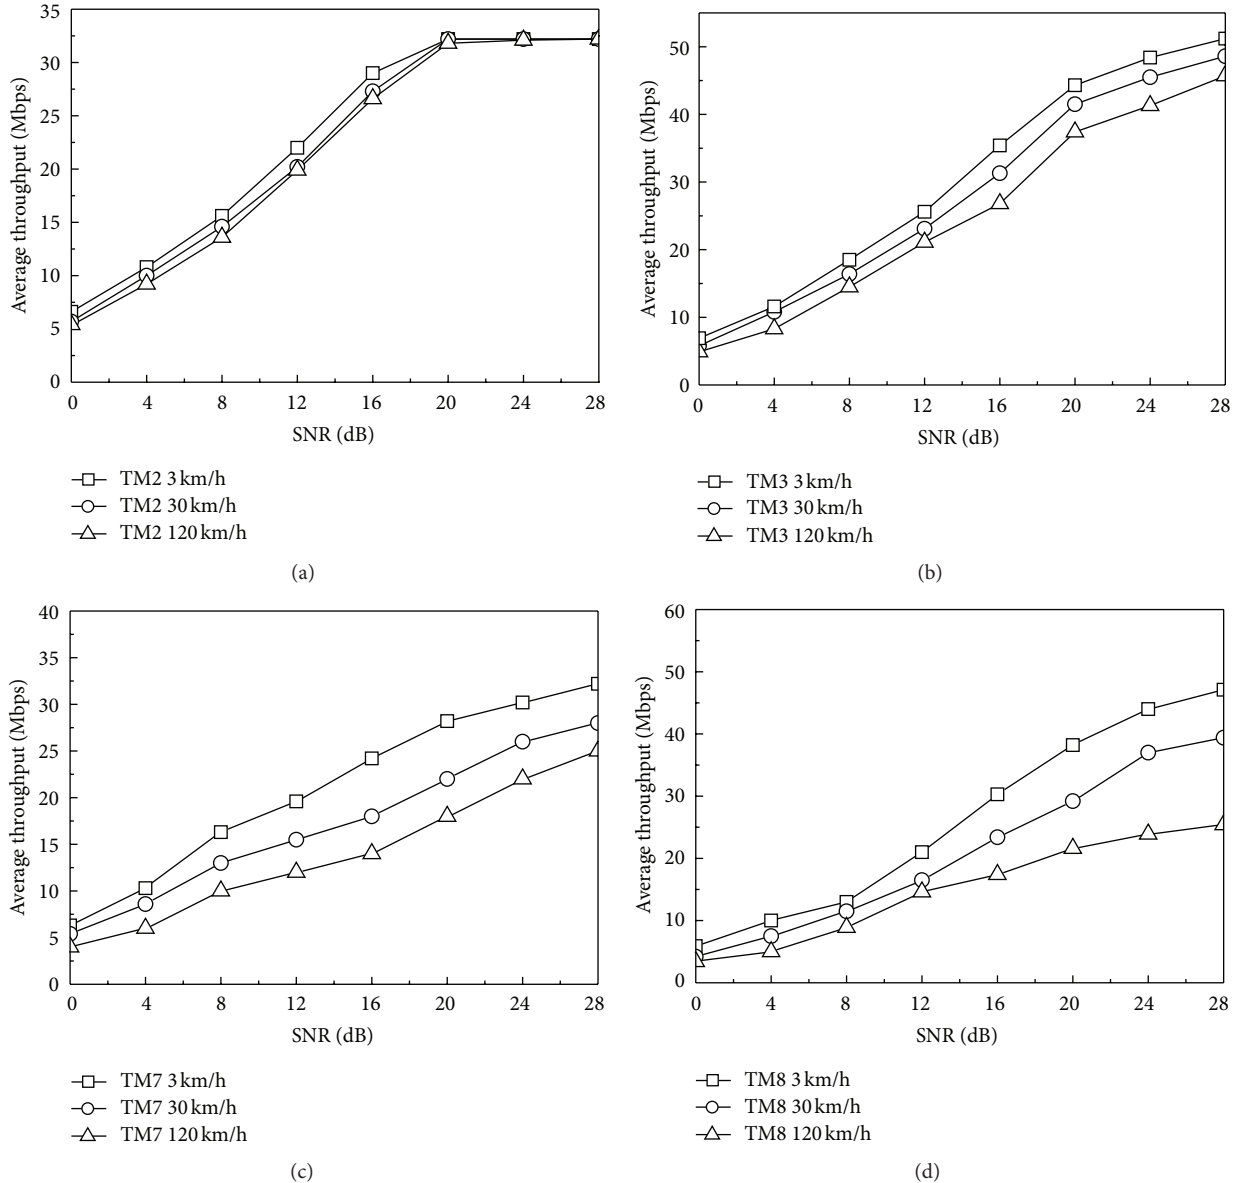 35
30
25
20
15
10
5
0
Average throughput (Mbps)
0 4 8 12 16 20 24 28
SNR (dB)
TM2 3 km/h
TM2 30 km/h
TM2 120 km/h
(a)
50
40
30
20
10
0
Average throughput (Mbps)
0 4 8 12 16 20 24 28
SNR (dB)
TM3 3 km/h
TM3 30 km/h
TM3 120 km/h
(b)
40
35
30
25
20
15
10
5
0
Average throughput (Mbps)
0 4 8 12 16 20 24 28
SNR (dB)
TM7 3 km/h
TM7 30 km/h
TM7 120 km/h
(c)
60
50
40
30
20
10
0
Average throughput (Mbps)
0 4 8 12 16 20 24 28
SNR (dB)
TM8 3 km/h
TM8 30 km/h
TM8 120 km/h
(d)